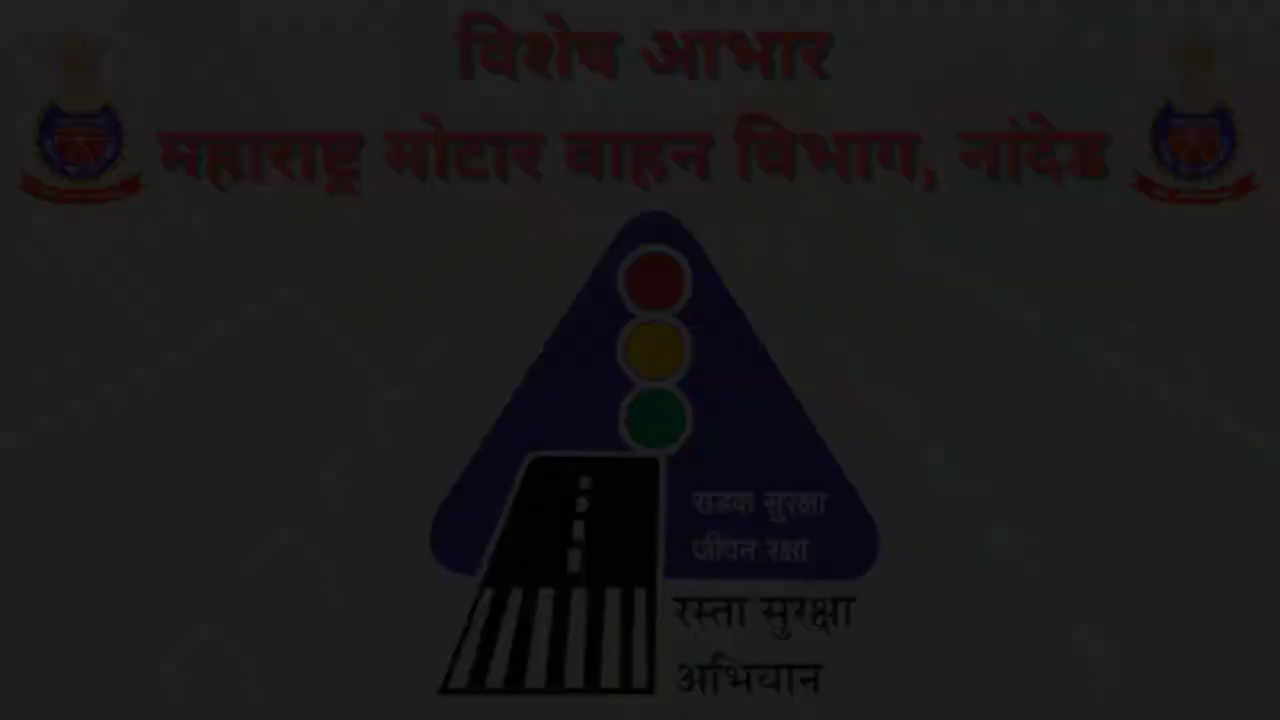 विशेष आभार
महाराष्ट्र मोटार वाहन विभाग, नांदेड
सडक सुरक्षा
जीवन रक्षा
रस्ता सुरक्षा
अभियान